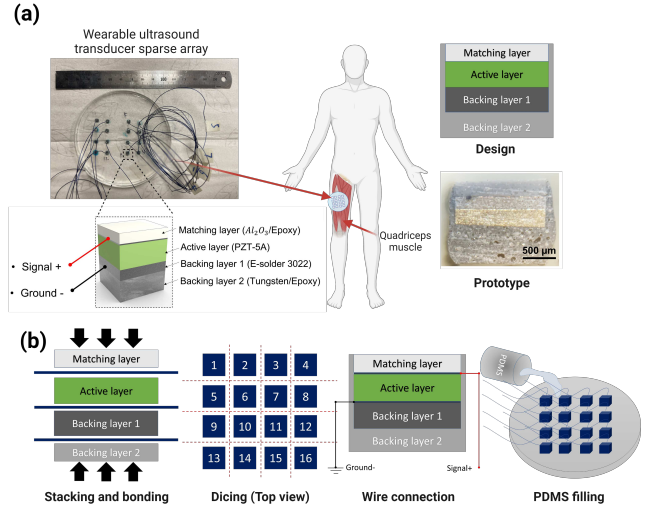 (a)
Wearable ultrasound
transducer sparse array
Matching layer
Active layer
Backing layer 1
Backing layer 2
Design
Matching layer (Al₂O₃/Epoxy)
Active layer (PZT-5A)
Backing layer 1 (E-solder 3022)
Backing layer 2 (Tungsten/Epoxy)
• Signal +
• Ground -
Quadriceps
muscle
500 µm
Prototype
(b)
Matching layer
Active layer
Backing layer 1
Backing layer 2
Stacking and bonding
1 2 3 4
5 6 7 8
9 10 11 12
13 14 15 16
Dicing (Top view)
Matching layer
Active layer
Backing layer 1
Backing layer 2
Ground-
Signal+
Wire connection
PDMS
PDMS filling